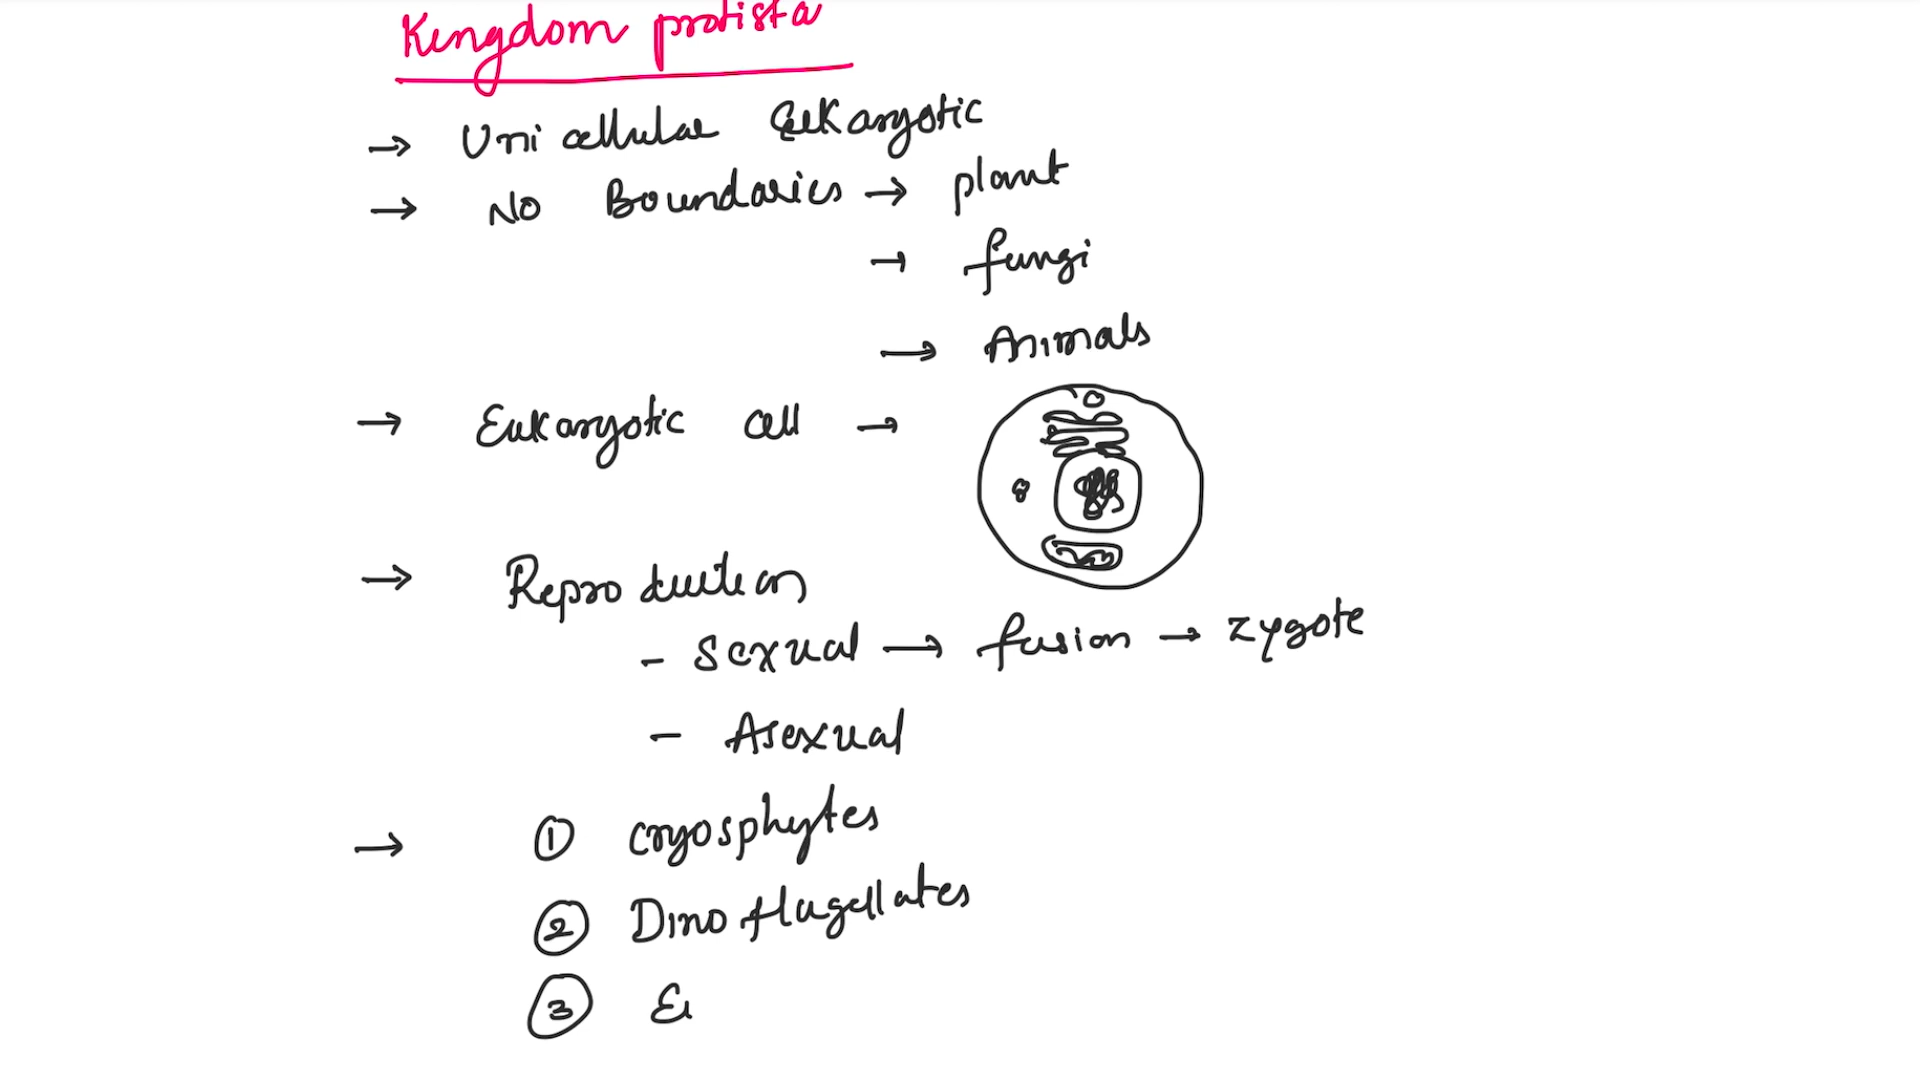 Kingdom protista
→ Unicellular Eukaryotic
→ NO Boundaries → plant
→ fungi
→ Animals
→ Eukaryotic cell →
→ Reproduction
- Sexual → fusion → zygote
- Asexual
→ ① cryosphytes
② Dinoflagellates
③ Eu